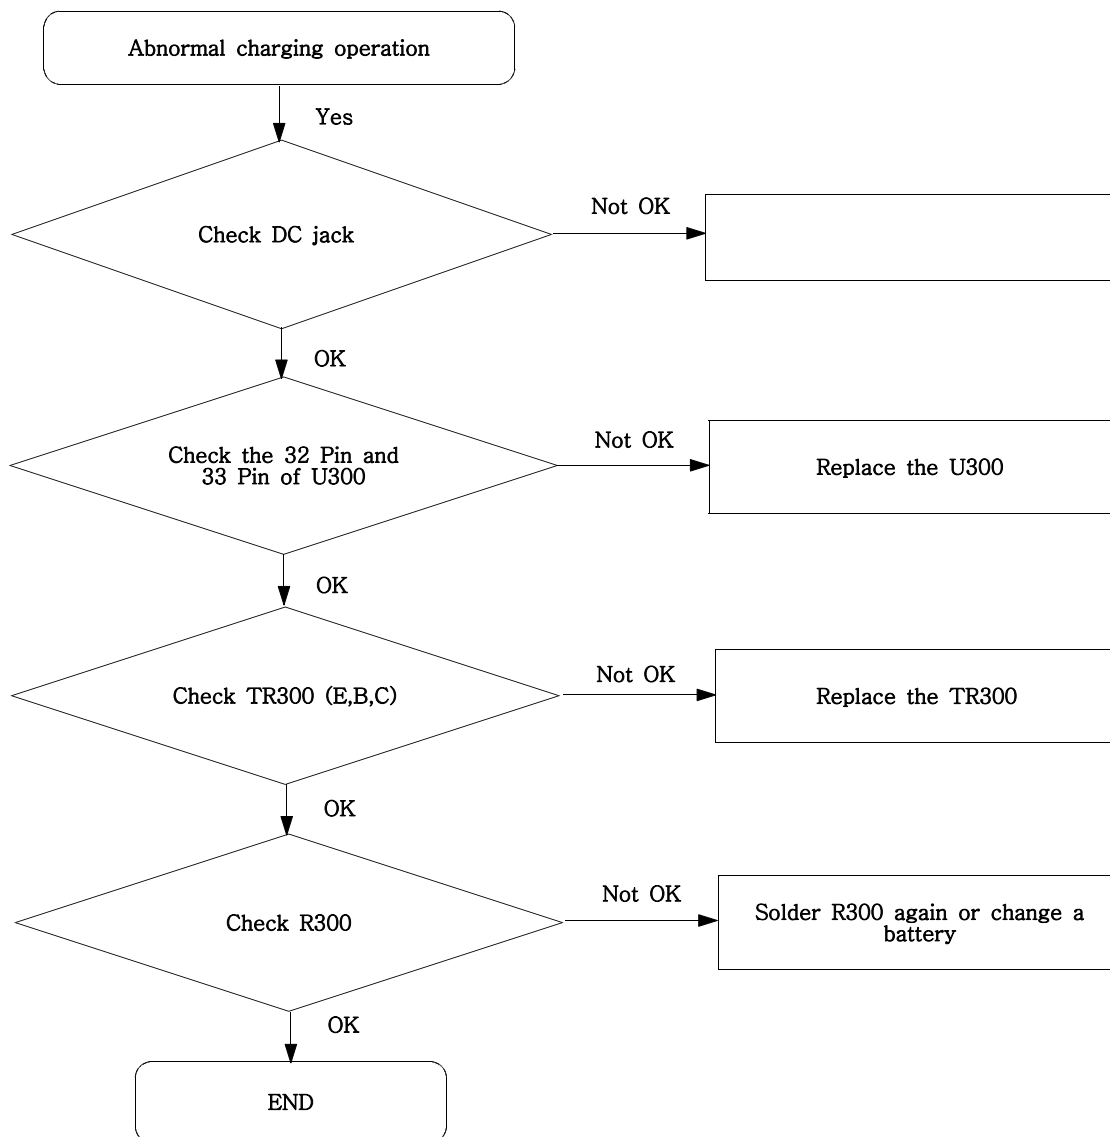 Abnormal charging operation
Yes
Check DC jack
Not OK
OK
Check the 32 Pin and
33 Pin of U300
Not OK
Replace the U300
OK
Check TR300 (E,B,C)
Not OK
Replace the TR300
OK
Check R300
Not OK
Solder R300 again or change a
battery
OK
END